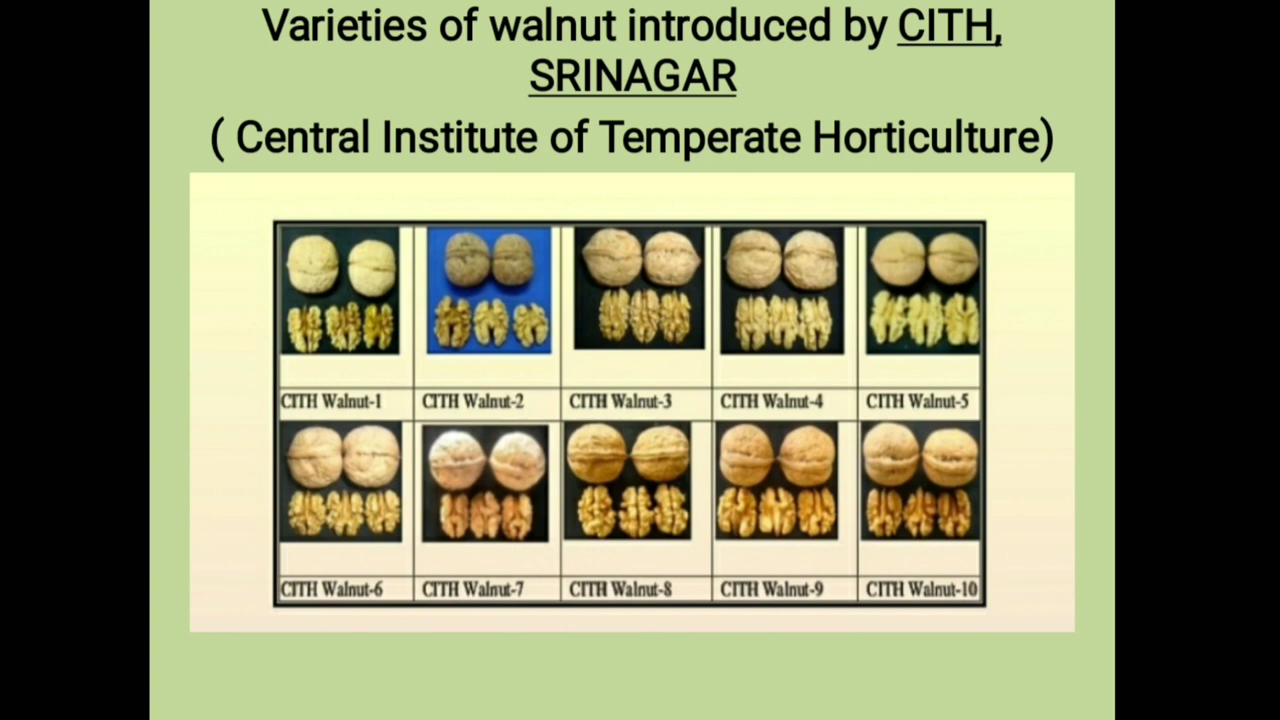 Varieties of walnut introduced by CITH,
SRINAGAR
( Central Institute of Temperate Horticulture)
CITH Walnut-1 CITH Walnut-2 CITH Walnut-3 CITH Walnut-4 CITH Walnut-5
CITH Walnut-6 CITH Walnut-7 CITH Walnut-8 CITH Walnut-9 CITH Walnut-10